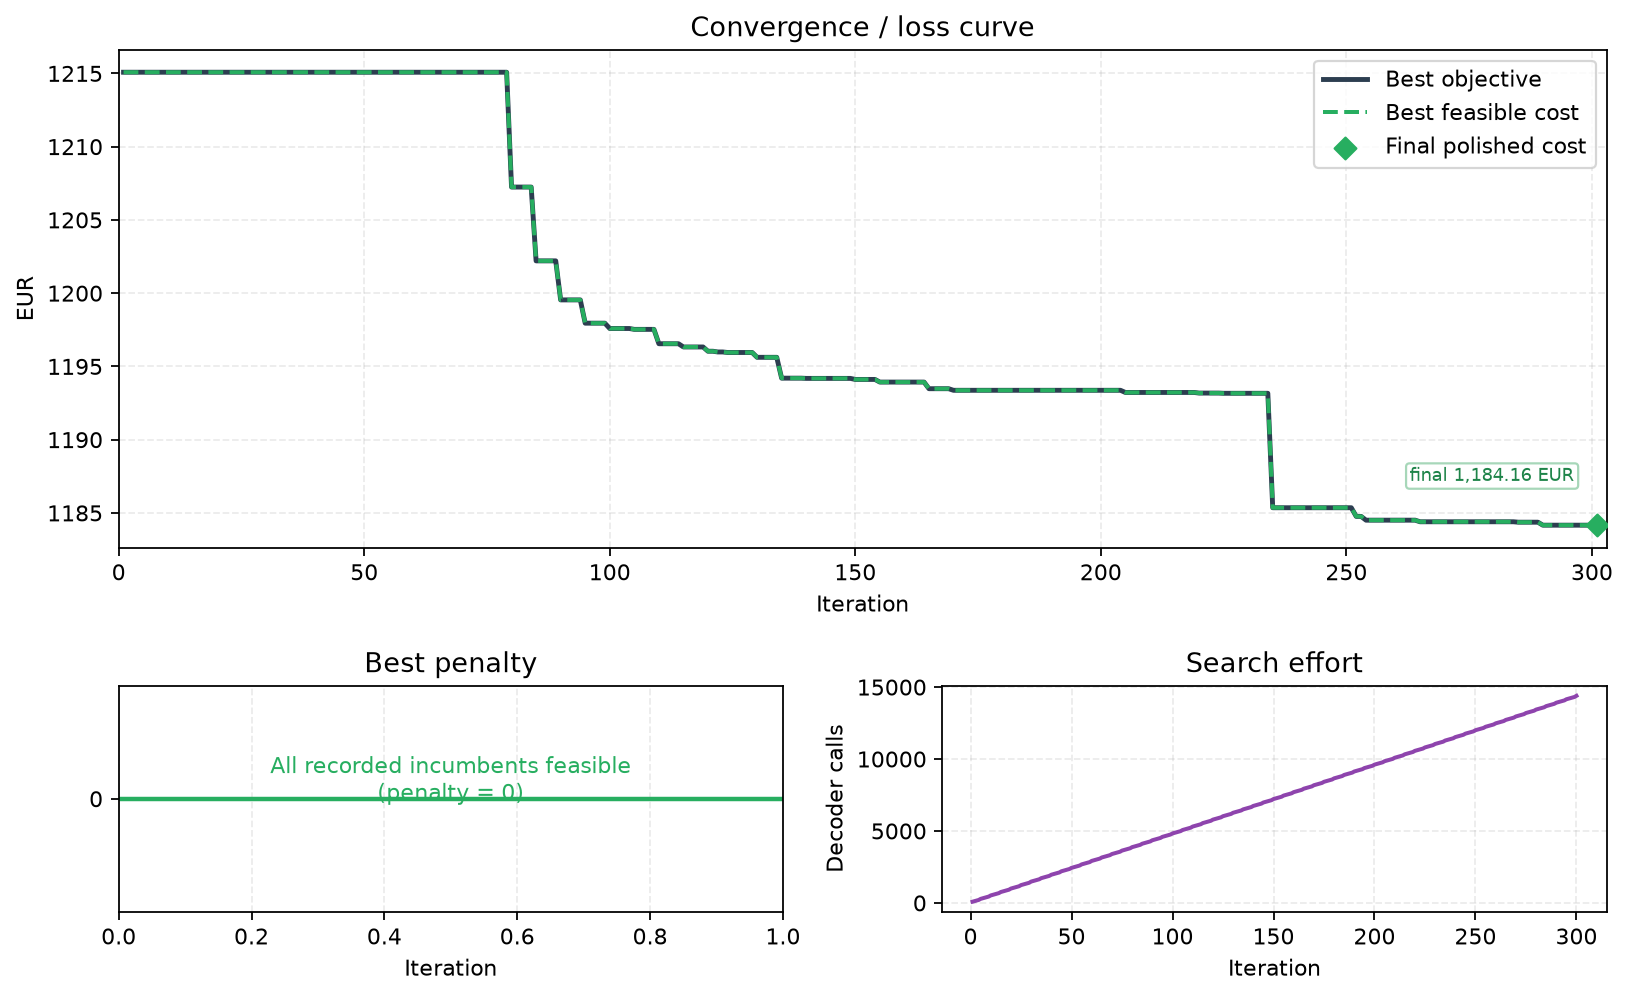 Convergence / loss curve
EUR
1215
1210
1205
1200
1195
1190
1185
Best objective
Best feasible cost
Final polished cost
final 1,184.16 EUR
0 50 100 150 200 250 300
Iteration
Best penalty
All recorded incumbents feasible
(penalty = 0)
0
0.0 0.2 0.4 0.6 0.8 1.0
Iteration
Search effort
Decoder calls
15000
10000
5000
0
0 50 100 150 200 250 300
Iteration